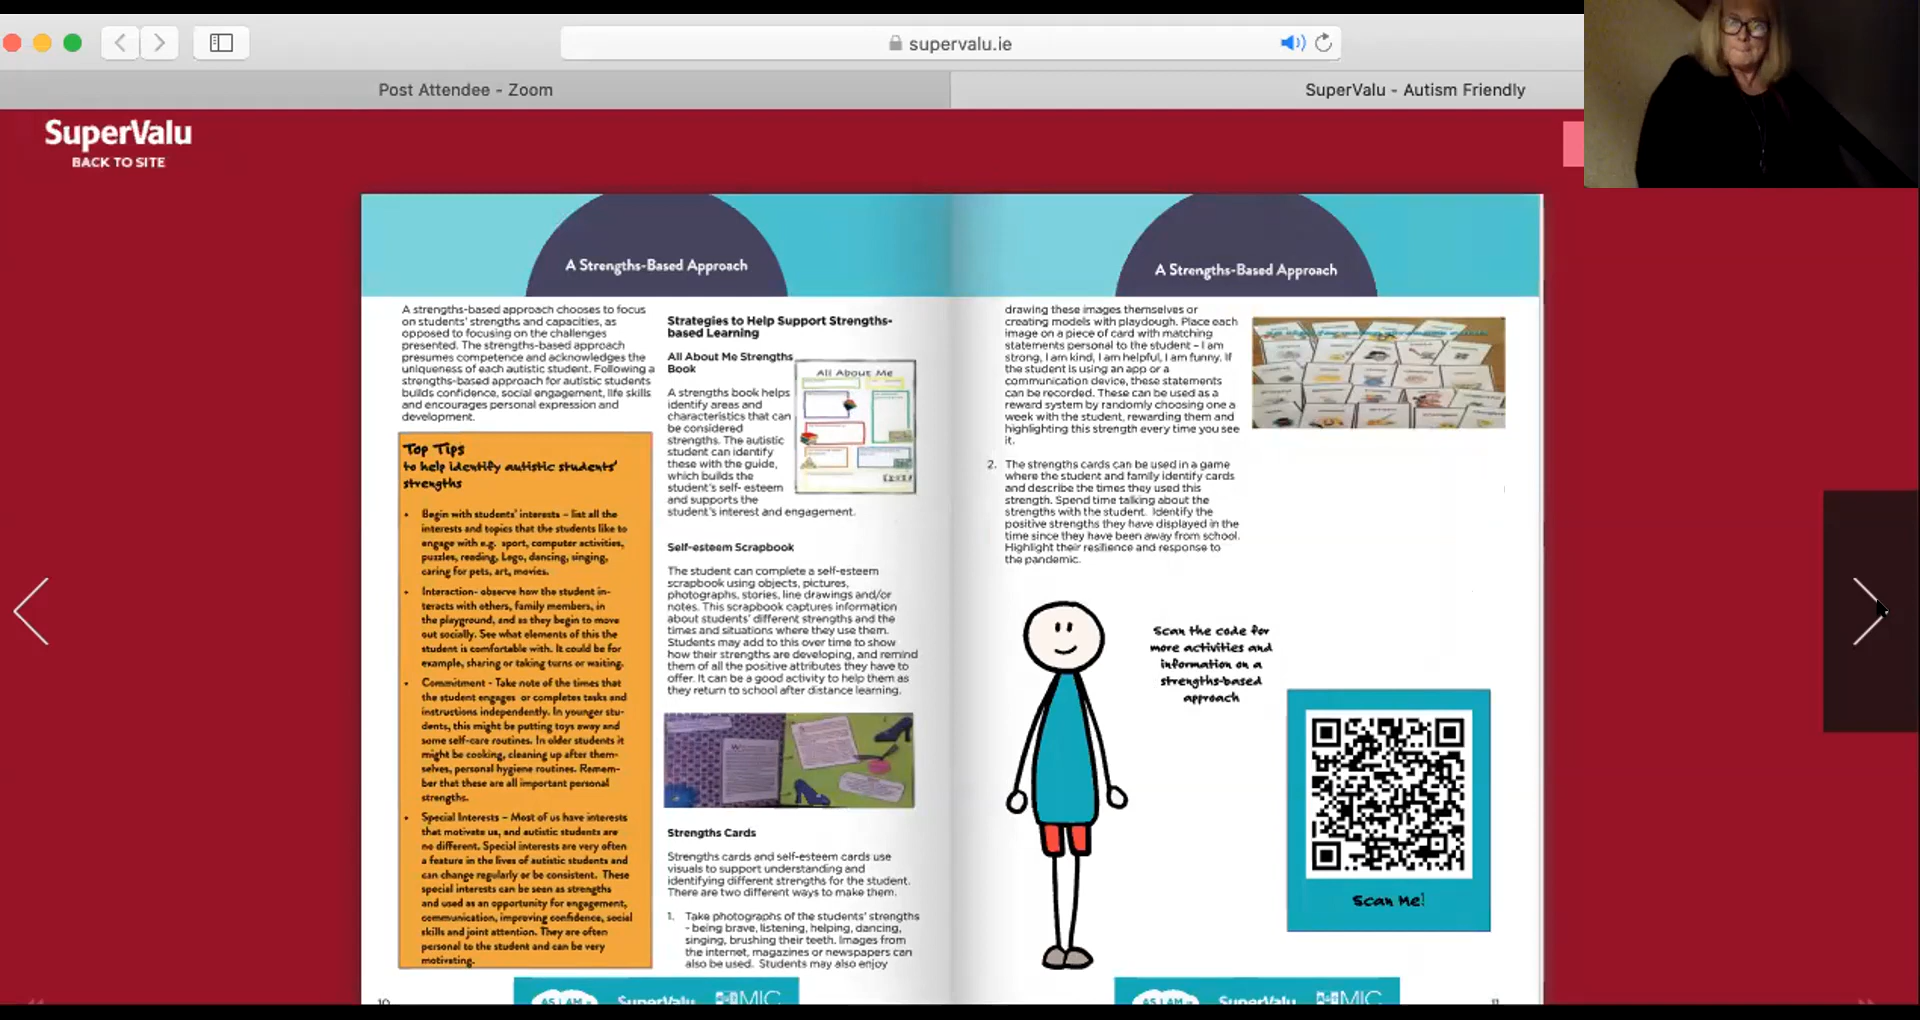 supervalu.ie
Post Attendee - Zoom
SuperValu - Autism Friendly
SuperValu
BACK TO SITE
A Strengths-Based Approach
A strengths-based approach chooses to focus
on students' strengths and capacities, as
opposed to focusing on the challenges
presented. The strengths-based approach
presumes competence and acknowledges the
uniqueness of each autistic student. Following a
strengths-based approach for autistic students
builds confidence, social engagement, life skills
and encourages personal expression and
development.
Top Tips
to help identify autistic students'
strengths
• Begin with students' interests – list all the
interests and topics that the students like to
engage with e.g. sport, computer activities,
puzzles, reading, Lego, dancing, singing,
caring for pets, art, movies.
• Interaction- observe how the student in-
teracts with others, family members, in
the playground, and as they begin to move
out socially. See what elements of this the
student is comfortable with. It could be for
example, sharing or taking turns or waiting.
• Commitment - Take note of the times that
the student engages or completes tasks and
instructions independently. In younger stu-
dents, this might be putting toys away and
some self-care routines. In older students it
might be cooking, cleaning up after them-
selves, personal hygiene routines. Remem-
ber that these are all important personal
strengths.
• Special Interests – Most of us have interests
that motivate us, and autistic students are
no different. Special interests are very often
a feature in the lives of autistic students and
can change regularly or be consistent. These
special interests can be seen as strengths
and used as an opportunity for engagement,
communication, improving confidence, social
skills and joint attention. They are often
personal to the student and can be very
motivating.
Strategies to Help Support Strengths-
based Learning
All About Me Strengths
Book
A strengths book helps
identify areas and
characteristics that can
be considered
strengths. The autistic
student can identify
these with the guide,
which builds the
student's self- esteem
and supports the
student's interest and engagement.
All About Me
Self-esteem Scrapbook
The student can complete a self-esteem
scrapbook using objects, pictures,
photographs, stories, line drawings and/or
notes. This scrapbook captures information
about students' different strengths and the
times and situations where they use them.
Students may add to this over time to show
how their strengths are developing, and remind
them of all the positive attributes they have to
offer. It can be a good activity to help them as
they return to school after distance learning.
Strengths Cards
Strengths cards and self-esteem cards use
visuals to support understanding and
identifying different strengths for the student.
There are two different ways to make them.
1. Take photographs of the students' strengths
- being brave, listening, helping, dancing,
singing, brushing their teeth. Images from
the internet, magazines or newspapers can
also be used. Students may also enjoy
10
AS I AM
SuperValu
MIC
A Strengths-Based Approach
drawing these images themselves or
creating models with playdough. Place each
image on a piece of card with matching
statements personal to the student – I am
strong, I am kind, I am helpful, I am funny. If
the student is using an app or a
communication device, these statements
can be recorded. These can be used as a
reward system by randomly choosing one a
week with the student, rewarding them and
highlighting this strength every time you see
it.
2. The strengths cards can be used in a game
where the student and family identify cards
and describe the times they used this
strength. Spend time talking about the
strengths with the student. Identify the
positive strengths they have displayed in the
time since they have been away from school.
Highlight their resilience and response to
the pandemic.
Scan the code for
more activities and
information on a
strengths-based
approach
Scan Me!
AS I AM
SuperValu
MIC
11